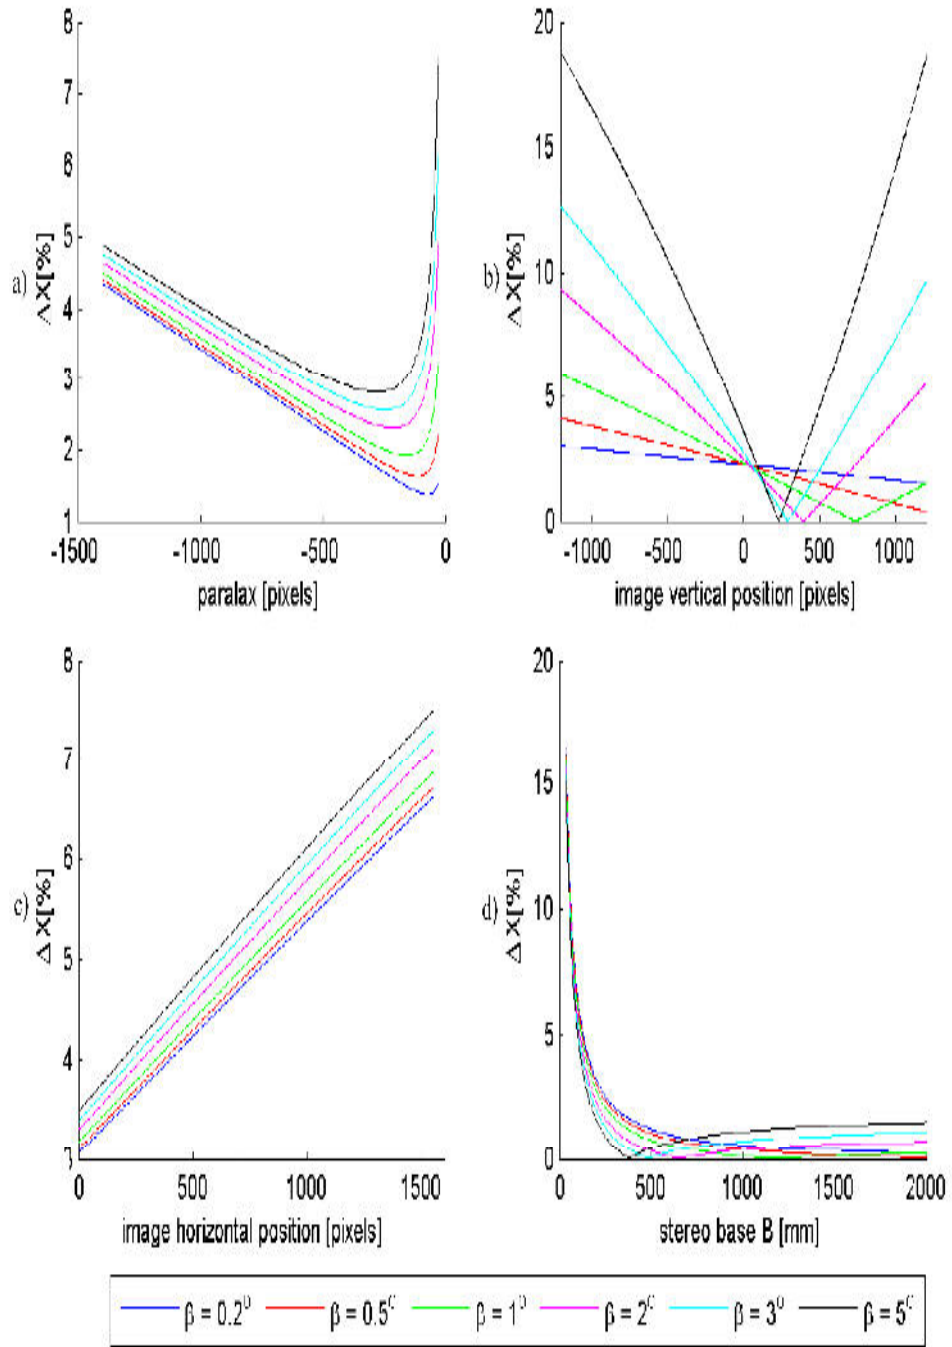 8
7
6
5
4
3
2
1
a) ΔX[%]
-1500 -1000 -500 0
paralax [pixels]
20
15
10
5
0
b) ΔX[%]
-1000 -500 0 500 1000
image vertical position [pixels]
8
7
6
5
4
3
c) ΔX[%]
0 500 1000 1500
image horizontal position [pixels]
20
15
10
5
0
d) ΔX[%]
0 500 1000 1500 2000
stereo base B [mm]
β = 0.2° β = 0.5° β = 1° β = 2° β = 3° β = 5°